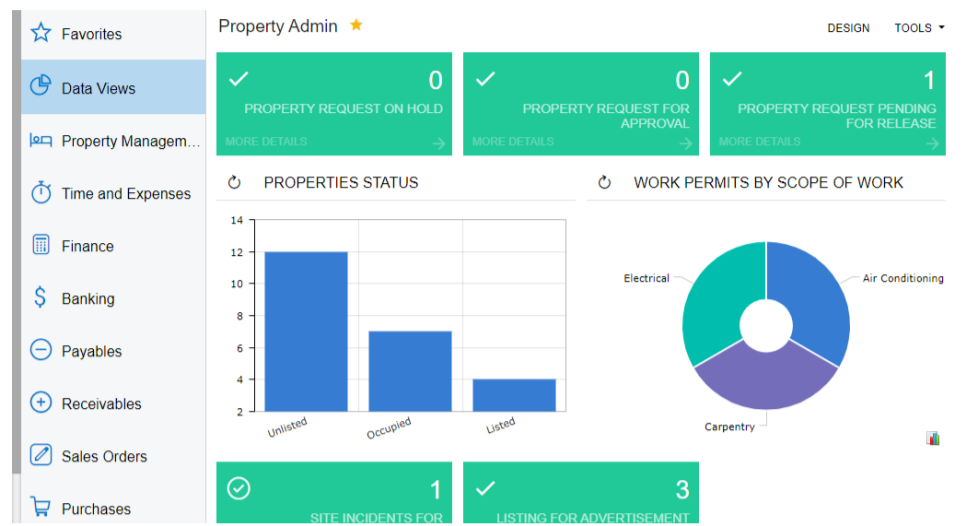 Favorites
Data Views
Property Managem...
Time and Expenses
Finance
Banking
Payables
Receivables
Sales Orders
Purchases
Property Admin
DESIGN TOOLS
0
PROPERTY REQUEST ON HOLD
MORE DETAILS
0
PROPERTY REQUEST FOR
APPROVAL
MORE DETAILS
1
PROPERTY REQUEST PENDING
FOR RELEASE
MORE DETAILS
PROPERTIES STATUS
14
12
10
8
6
4
2
Unlisted Occupied Listed
WORK PERMITS BY SCOPE OF WORK
Electrical
Air Conditioning
Carpentry
1
SITE INCIDENTS FOR
3
LISTING FOR ADVERTISEMENT